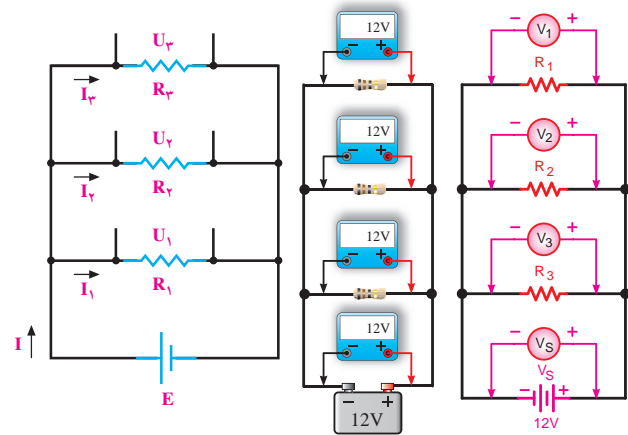 U۳
I۳
R۳
U۲
I۲
R۲
U۱
I۱
R۱
I
E
12V
− +
12V
− +
12V
− +
12V
− +
− +
12V
− V1 +
R1
− V2 +
R2
− V3 +
R3
− VS +
VS
− +
12V